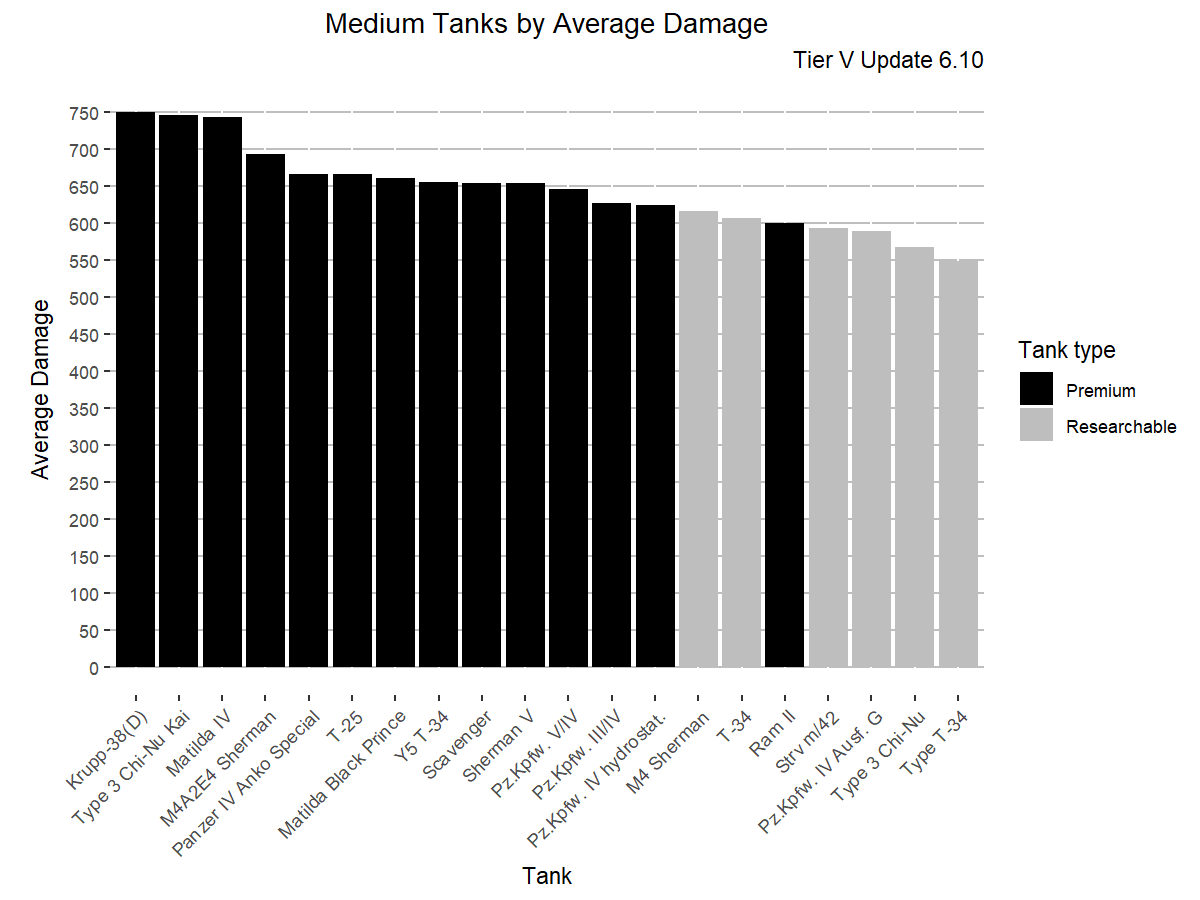 Medium Tanks by Average Damage
Tier V Update 6.10
Average Damage
750
700
650
600
550
500
450
400
350
300
250
200
150
100
50
0
Krupp-38(D)
Type 3 Chi-Nu Kai
Matilda IV
M4A2E4 Sherman
Panzer IV Anko Special
T-25
Matilda Black Prince
Y5 T-34
Scavenger
Sherman V
Pz.Kpfw. V/IV
Pz.Kpfw. III/IV
Pz.Kpfw. IV hydrostat.
M4 Sherman
T-34
Ram II
Strv m/42
Pz.Kpfw. IV Ausf. G
Type 3 Chi-Nu
Type T-34
Tank
Tank type
Premium
Researchable